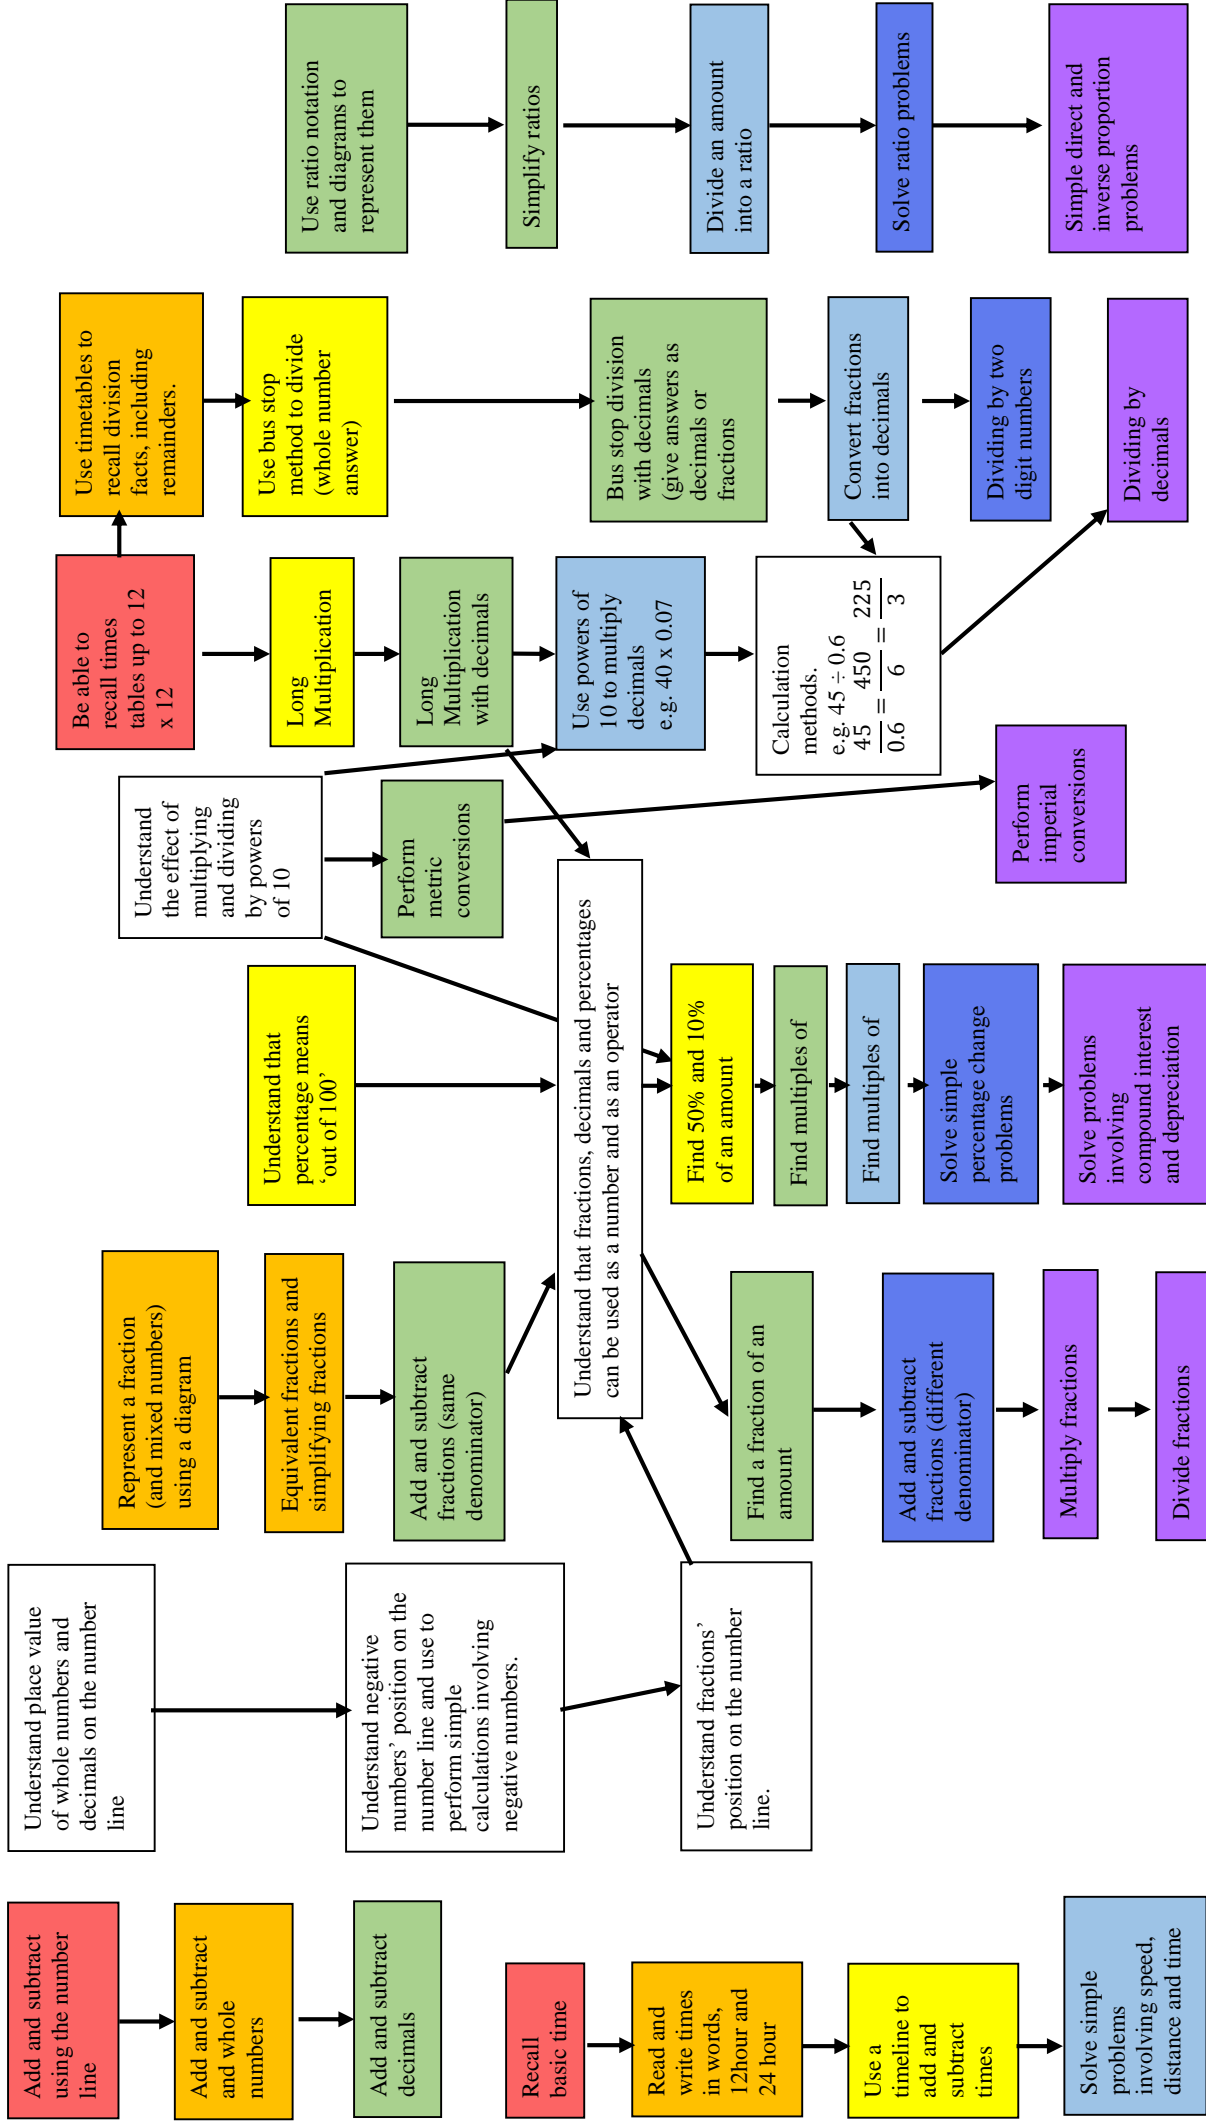 Add and subtract
using the number
line
Add and subtract
and whole
numbers
Add and subtract
decimals
Recall
basic time
Read and
write times
in words,
12hour and
24 hour
Use a
timeline to
add and
subtract
times
Solve simple
problems
involving speed,
distance and time
Understand place value
of whole numbers and
decimals on the number
line
Understand negative
numbers’ position on the
number line and use to
perform simple
calculations involving
negative numbers.
Understand fractions’
position on the number
line.
Represent a fraction
(and mixed numbers)
using a diagram
Equivalent fractions and
simplifying fractions
Add and subtract
fractions (same
denominator)
Understand that fractions, decimals and percentages
can be used as a number and as an operator
Find a fraction of an
amount
Add and subtract
fractions (different
denominator)
Multiply fractions
Divide fractions
Understand that
percentage means
‘out of 100’
Find 50% and 10%
of an amount
Find multiples of
Find multiples of
Solve simple
percentage change
problems
Solve problems
involving
compound interest
and depreciation
Understand
the effect of
multiplying
and dividing
by powers
of 10
Perform
metric
conversions
Perform
imperial
conversions
Be able to
recall times
tables up to 12
x 12
Long
Multiplication
Long
Multiplication
with decimals
Use powers of
10 to multiply
decimals
e.g. 40 x 0.07
Calculation
methods.
e.g. 45 ÷ 0.6
45/0.6 = 450/6 = 225/3
Use timetables to
recall division
facts, including
remainders.
Use bus stop
method to divide
(whole number
answer)
Bus stop division
with decimals
(give answers as
decimals or
fractions
Convert fractions
into decimals
Dividing by two
digit numbers
Dividing by
decimals
Use ratio notation
and diagrams to
represent them
Simplify ratios
Divide an amount
into a ratio
Solve ratio problems
Simple direct and
inverse proportion
problems